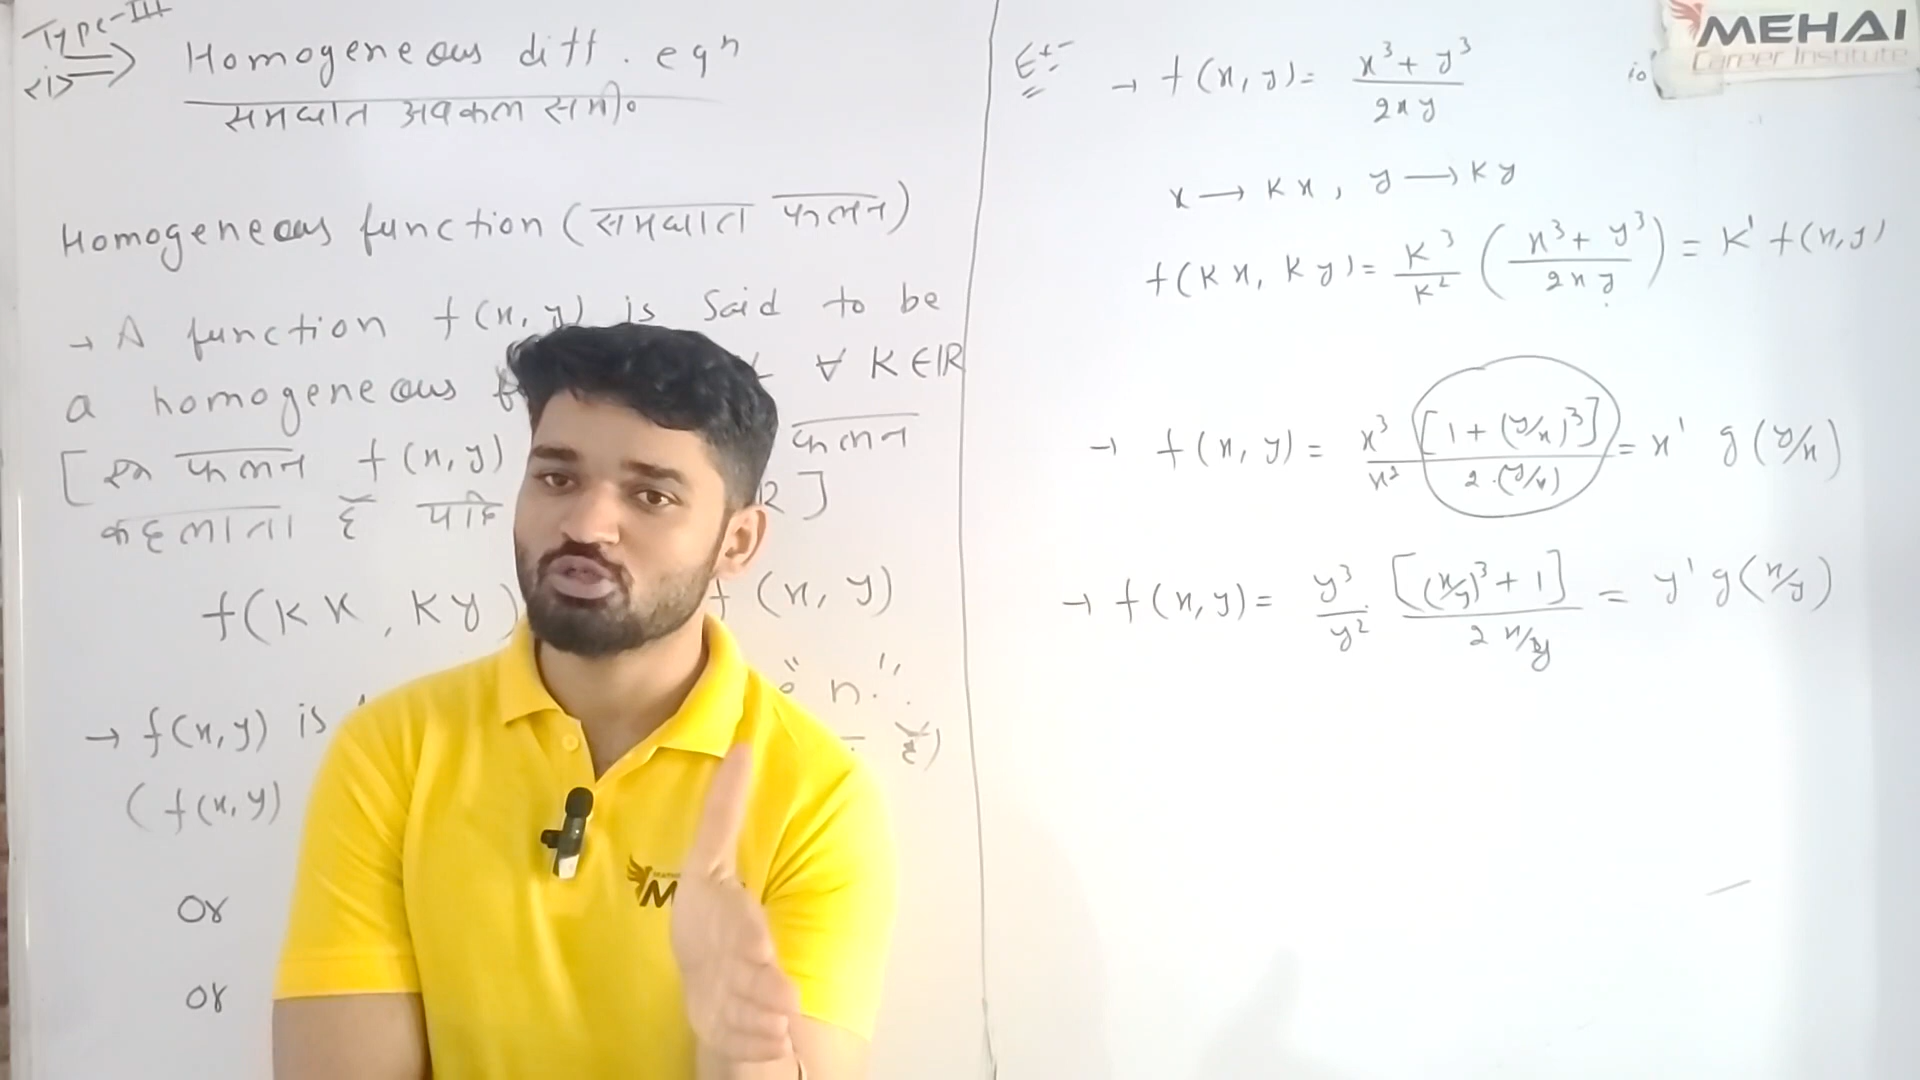 Type-III
<i>
Homogeneous diff. eqn
समघात अवकल समी०
Homogeneous function (समघात फलन)
→ A function f(x, y) is Said to be
a homogeneous ∀ K ∈ IR
[ एक फलन f(x, y) फलन
कहलाता है यदि R ]
f(Kx, Ky) f(x, y)
→ f(x, y) is "n".
( f(x, y) है)
or
or
Ex:-
→ f(x, y) = x³ + y³ / 2xy
x → Kx, y → Ky
f(Kx, Ky) = K³/K² (x³ + y³ / 2xy) = K¹ f(x, y)
→ f(x, y) = x³/x² [1 + (y/x)³] / 2·(y/x) = x¹ g(y/x)
→ f(x, y) = y³/y² [(x/y)³ + 1] / 2 x/y = y¹ g(x/y)
MEHAI
Career Institute
M